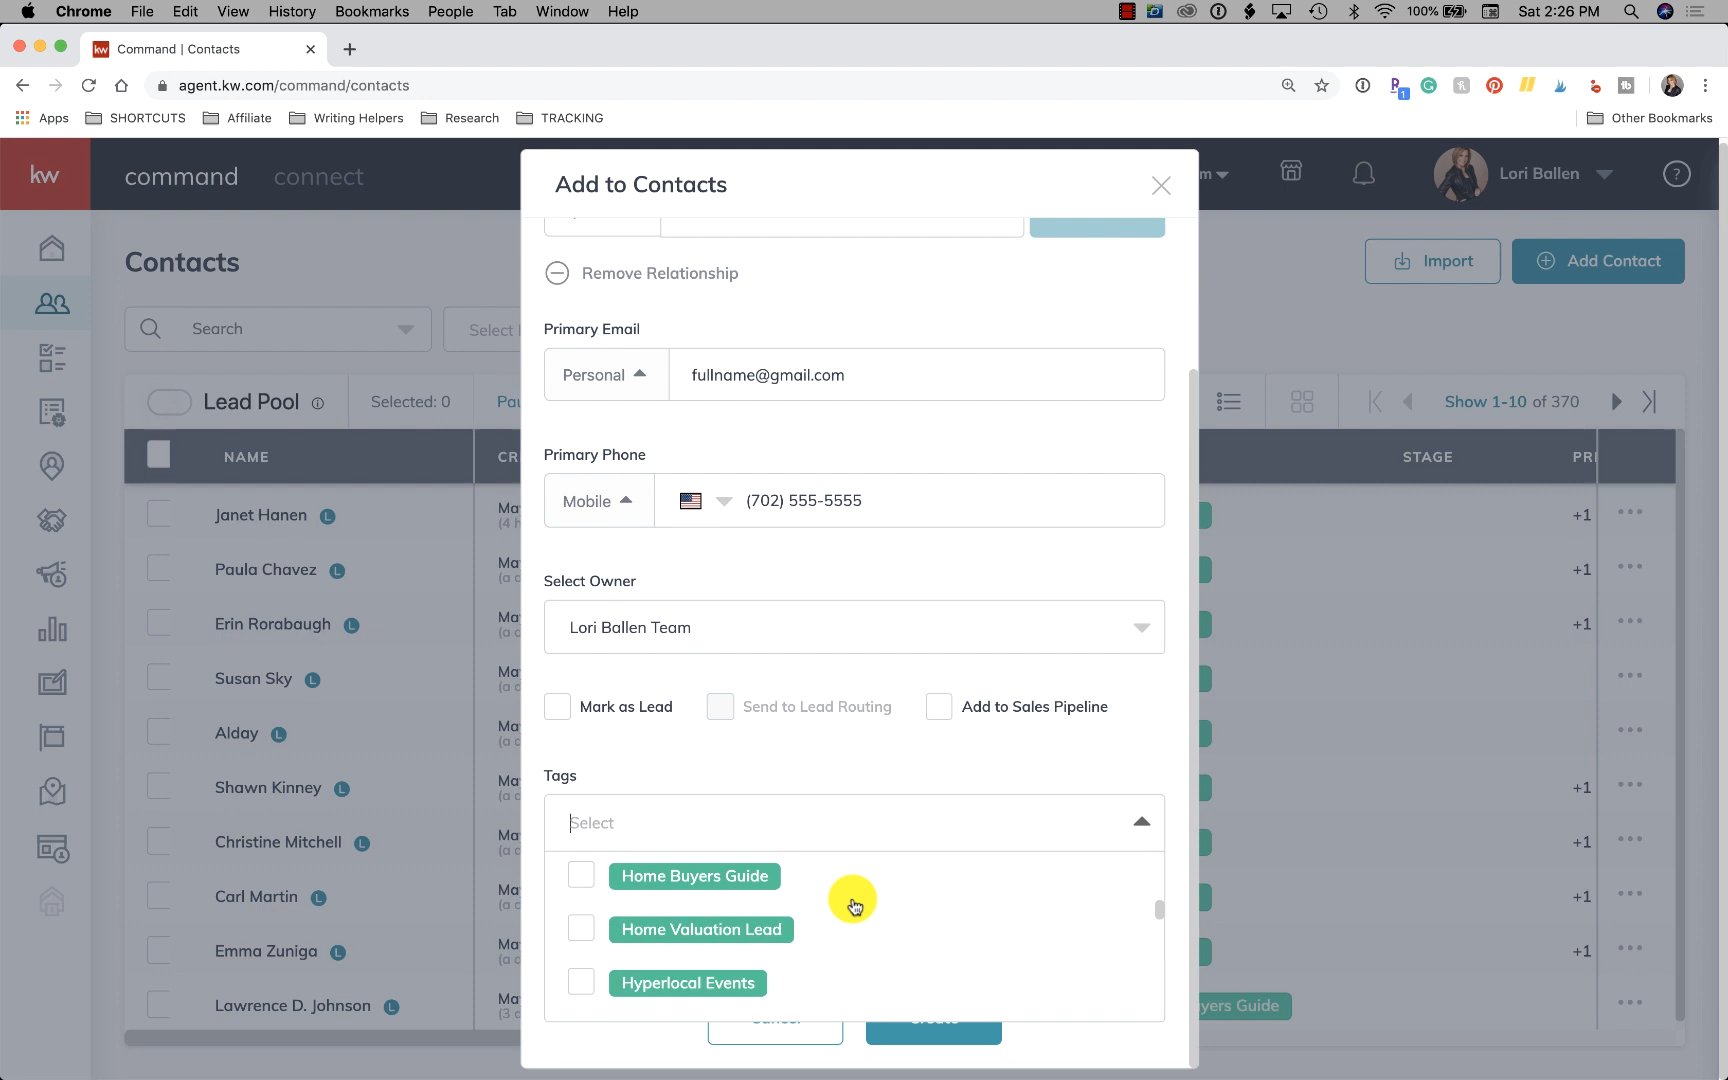 Chrome File Edit View History Bookmarks People Tab Window Help 100% Sat 2:26 PM
Command | Contacts
agent.kw.com/command/contacts
Apps SHORTCUTS Affiliate Writing Helpers Research TRACKING Other Bookmarks
kw command connect Lori Ballen
Add to Contacts
Contacts
Import Add Contact
Remove Relationship
Search
Select
Primary Email
Personal fullname@gmail.com
Lead Pool Selected: 0
Show 1-10 of 370
NAME STAGE
Primary Phone
Mobile (702) 555-5555
Janet Hanen L +1
Paula Chavez L +1
Select Owner
Erin Rorabaugh L +1
Lori Ballen Team
Susan Sky L
Mark as Lead Send to Lead Routing Add to Sales Pipeline
Alday L
Tags
Shawn Kinney L +1
Select
Christine Mitchell L +1
Home Buyers Guide
Carl Martin L +1
Home Valuation Lead
Emma Zuniga L +1
Hyperlocal Events
Lawrence D. Johnson L
yers Guide